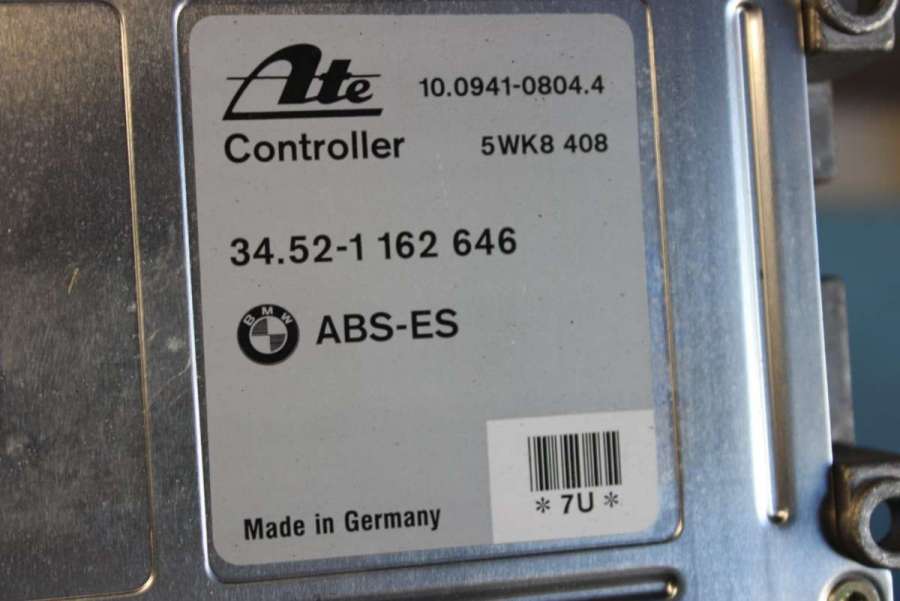 Ate 10.0941-0804.4
Controller 5WK8 408
34.52-1 162 646
BMW ABS-ES
* 7U *
Made in Germany